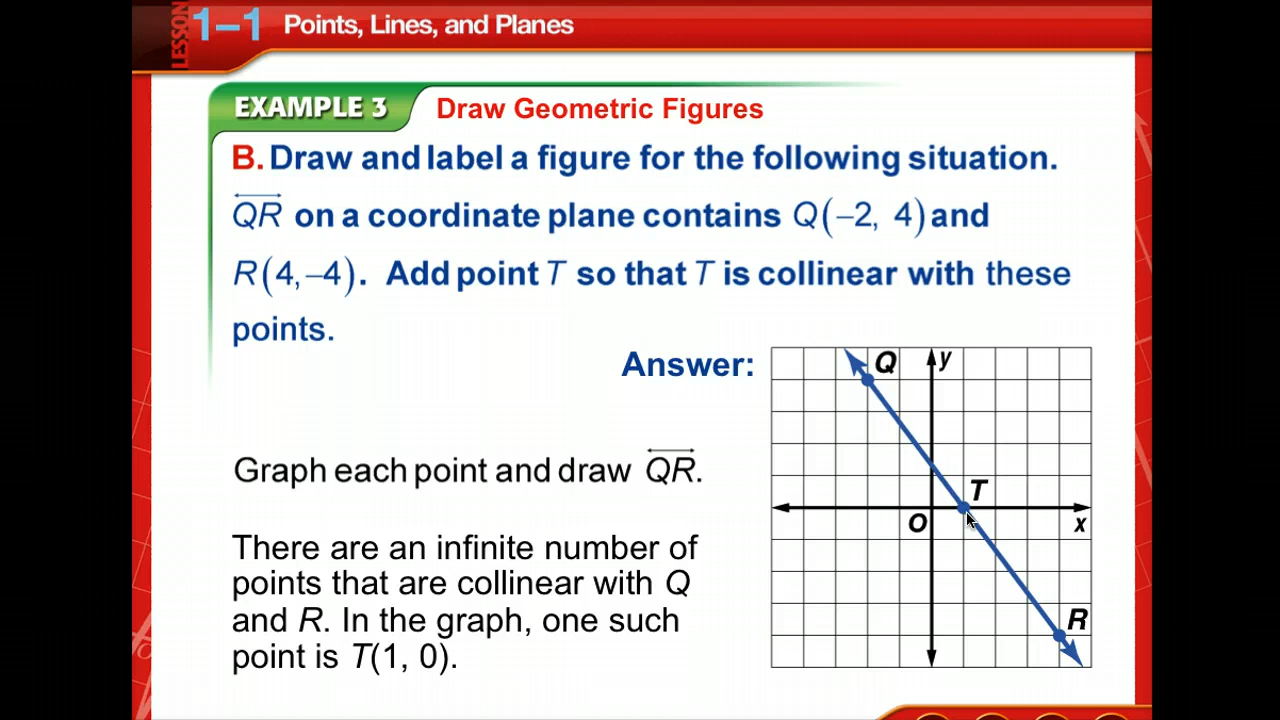 LESSON
1–1 Points, Lines, and Planes
EXAMPLE 3 Draw Geometric Figures
B. Draw and label a figure for the following situation.
QR on a coordinate plane contains Q(–2, 4) and
R(4, –4). Add point T so that T is collinear with these
points.
Answer:
Graph each point and draw QR.
There are an infinite number of
points that are collinear with Q
and R. In the graph, one such
point is T(1, 0).
Q
y
T
O
x
R